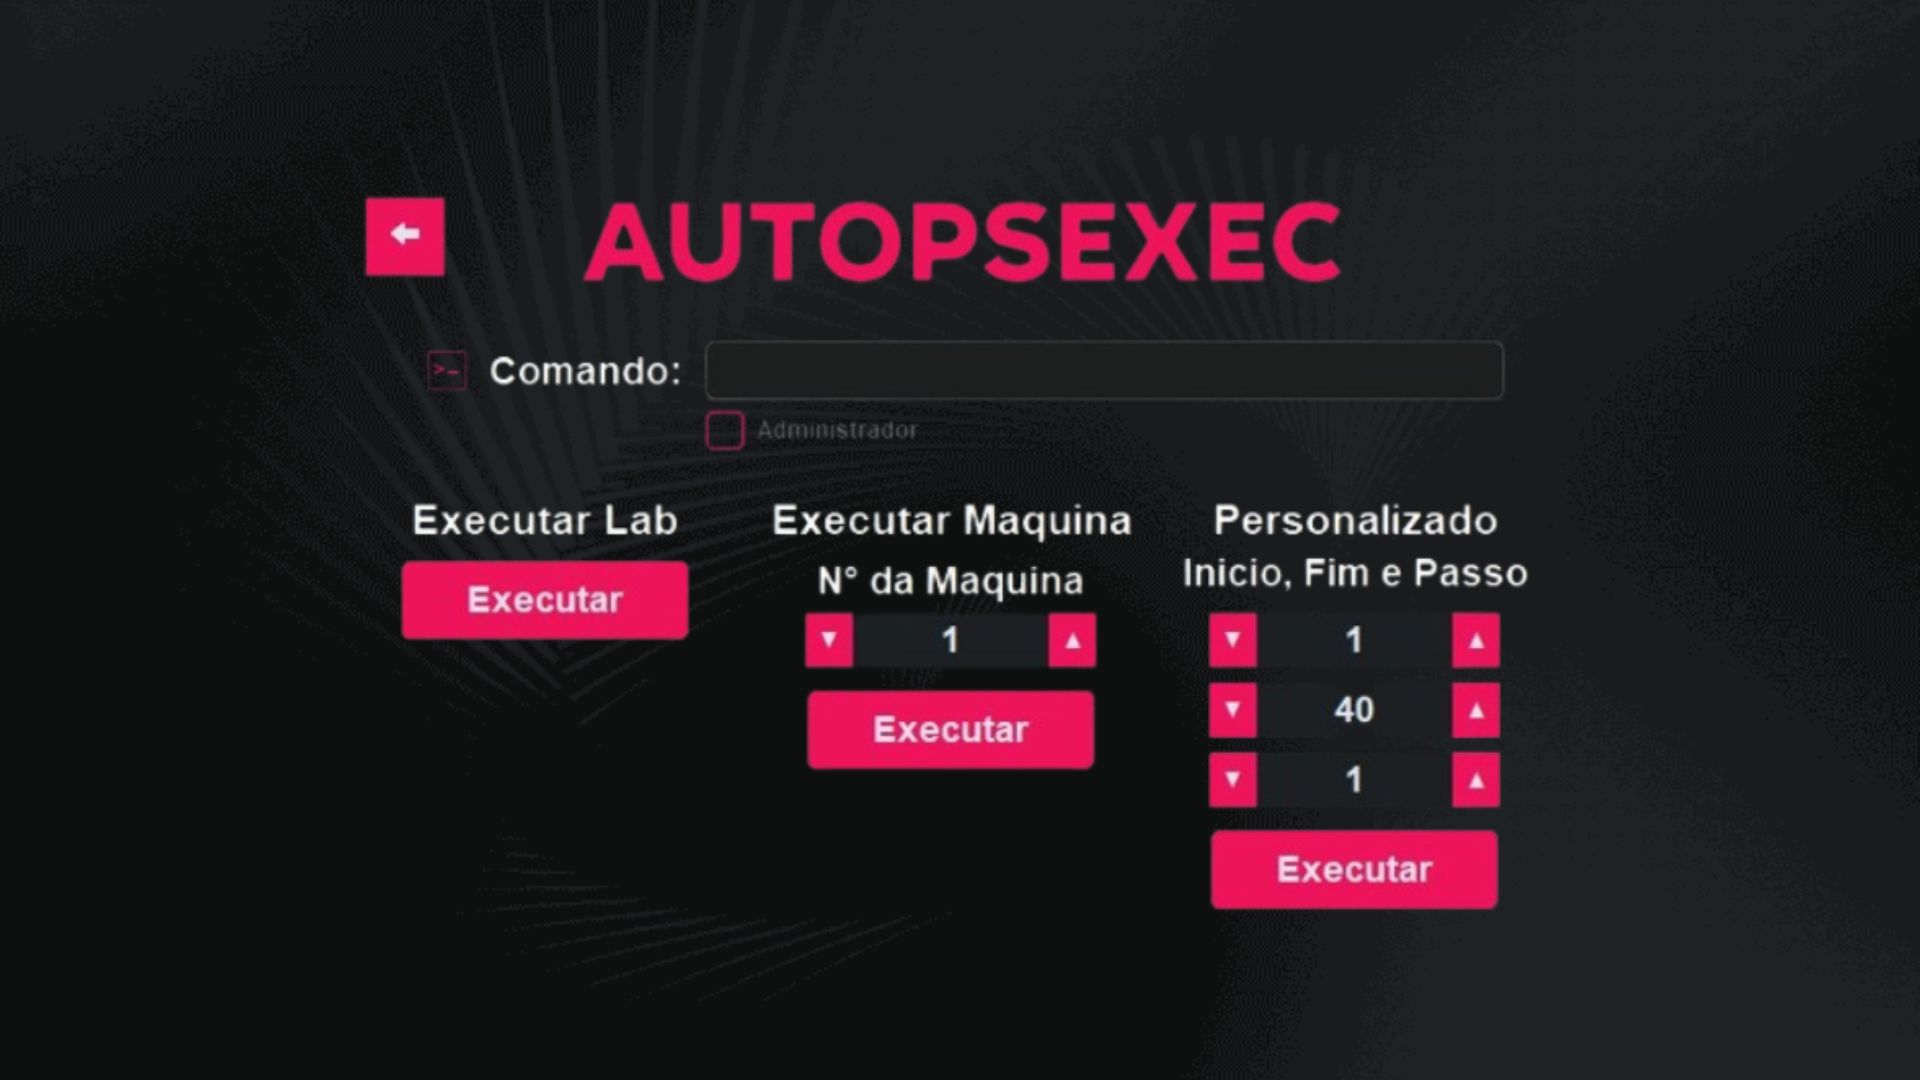 AUTOPSEXEC
>_ Comando:
Administrador
Executar Lab
Executar
Executar Maquina
N° da Maquina
1
Executar
Personalizado
Inicio, Fim e Passo
1
40
1
Executar